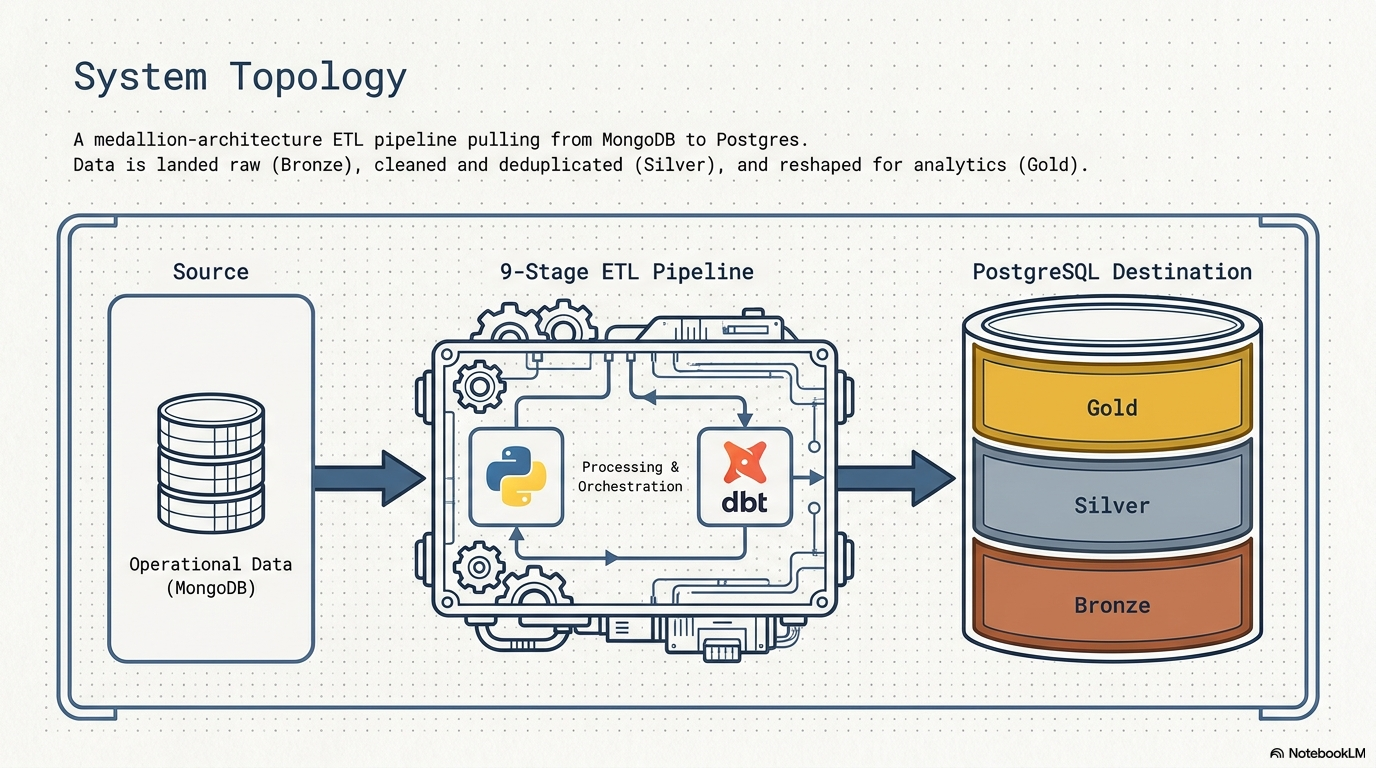 System Topology
A medallion-architecture ETL pipeline pulling from MongoDB to Postgres.
Data is landed raw (Bronze), cleaned and deduplicated (Silver), and reshaped for analytics (Gold).
Source
9-Stage ETL Pipeline
PostgreSQL Destination
Operational Data
(MongoDB)
Processing &
Orchestration
dbt
Gold
Silver
Bronze
NotebookLM